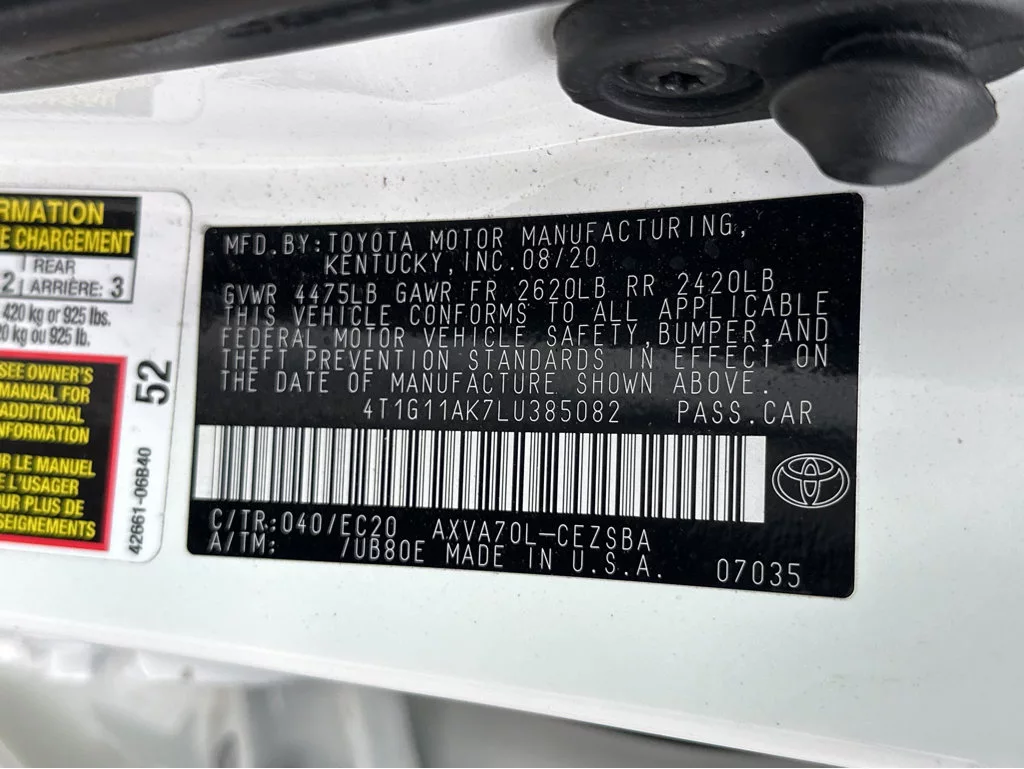 RMATION
E CHARGEMENT
2 REAR
ARRIÈRE: 3
420 kg or 925 lbs.
20 kg ou 925 lb.
SEE OWNER'S
MANUAL FOR
ADDITIONAL
INFORMATION
R LE MANUEL
E L'USAGER
POUR PLUS DE
SEIGNEMENTS
52
42661-06B40
MFD.BY:TOYOTA MOTOR MANUFACTURING,
KENTUCKY,INC.08/20
GVWR 4475LB GAWR FR 2620LB RR 2420LB
THIS VEHICLE CONFORMS TO ALL APPLICABLE
FEDERAL MOTOR VEHICLE SAFETY,BUMPER,AND
THEFT PREVENTION STANDARDS IN EFFECT ON
THE DATE OF MANUFACTURE SHOWN ABOVE.
4T1G11AK7LU385082 PASS.CAR
C/TR:040/EC20 AXVA70L-CEZSBA
A/TM: /UB80E MADE IN U.S.A. 07035